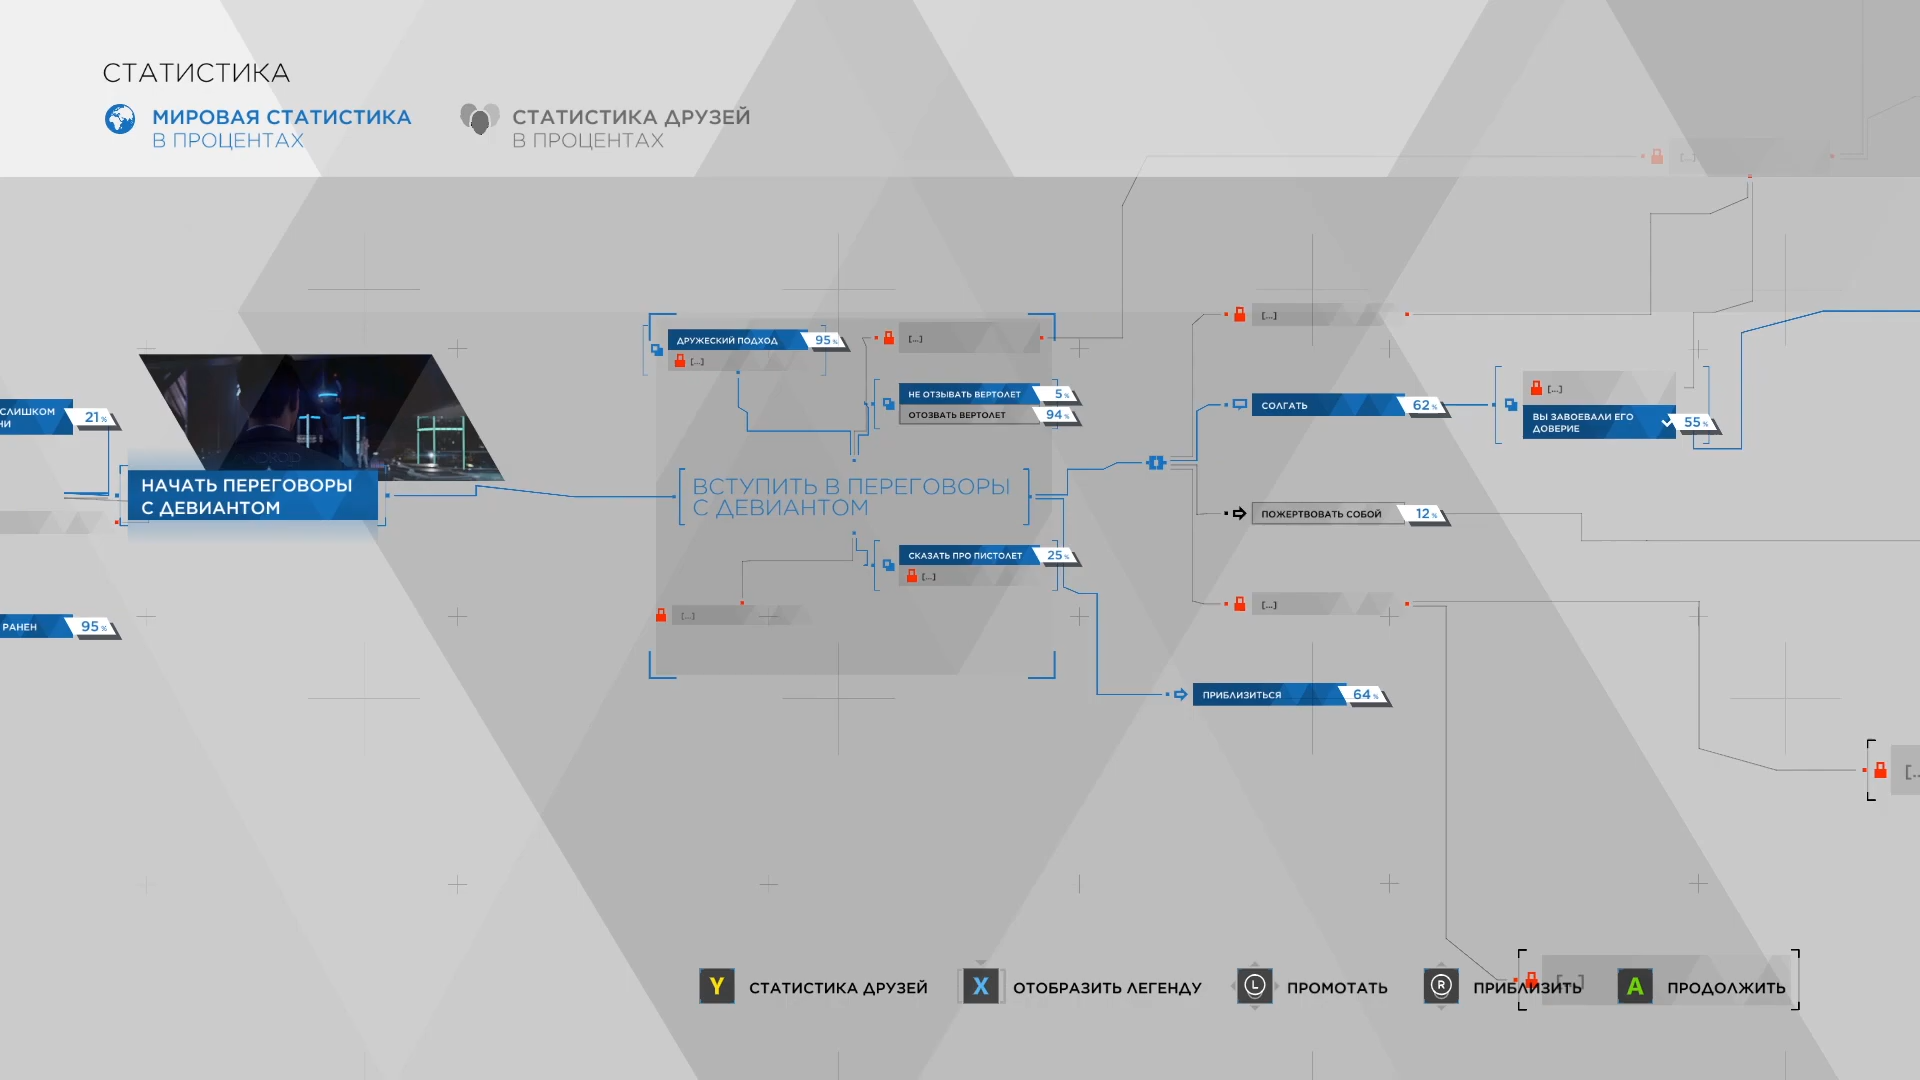 СТАТИСТИКА
МИРОВАЯ СТАТИСТИКА
В ПРОЦЕНТАХ
СТАТИСТИКА ДРУЗЕЙ
В ПРОЦЕНТАХ
[...]
[...]
ДРУЖЕСКИЙ ПОДХОД 95%
[...]
[...]
НЕ ОТЗЫВАТЬ ВЕРТОЛЕТ 5%
ОТОЗВАТЬ ВЕРТОЛЕТ 94%
СОЛГАТЬ 62%
[...]
ВЫ ЗАВОЕВАЛИ ЕГО
ДОВЕРИЕ
55%
СЛИШКОМ
НИ
21%
НАЧАТЬ ПЕРЕГОВОРЫ
С ДЕВИАНТОМ
ВСТУПИТЬ В ПЕРЕГОВОРЫ
С ДЕВИАНТОМ
ПОЖЕРТВОВАТЬ СОБОЙ 12%
СКАЗАТЬ ПРО ПИСТОЛЕТ 25%
[...]
[...]
[...]
РАНЕН 95%
ПРИБЛИЗИТЬСЯ 64%
[...
[...]
Y СТАТИСТИКА ДРУЗЕЙ
X ОТОБРАЗИТЬ ЛЕГЕНДУ
L ПРОМОТАТЬ
R ПРИБЛИЗИТЬ
A ПРОДОЛЖИТЬ